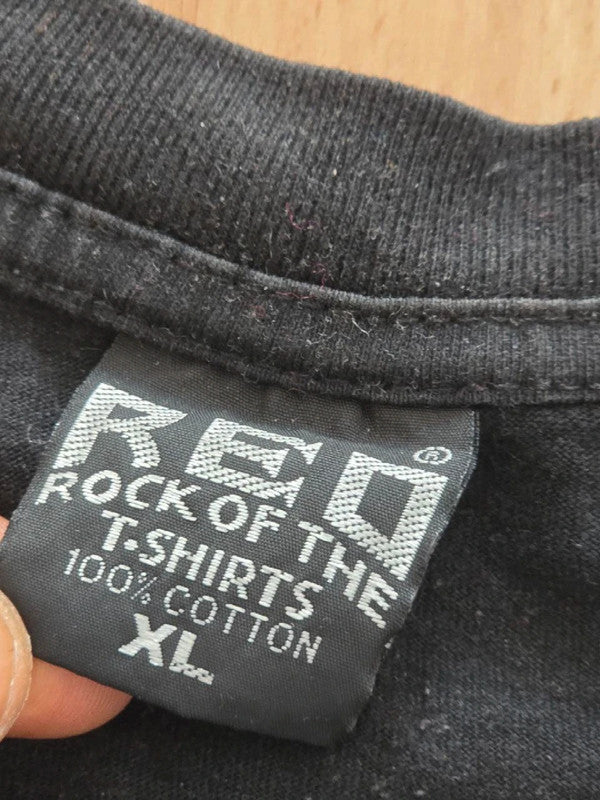 REO®
ROCK OF THE
T-SHIRTS
100% COTTON
XL